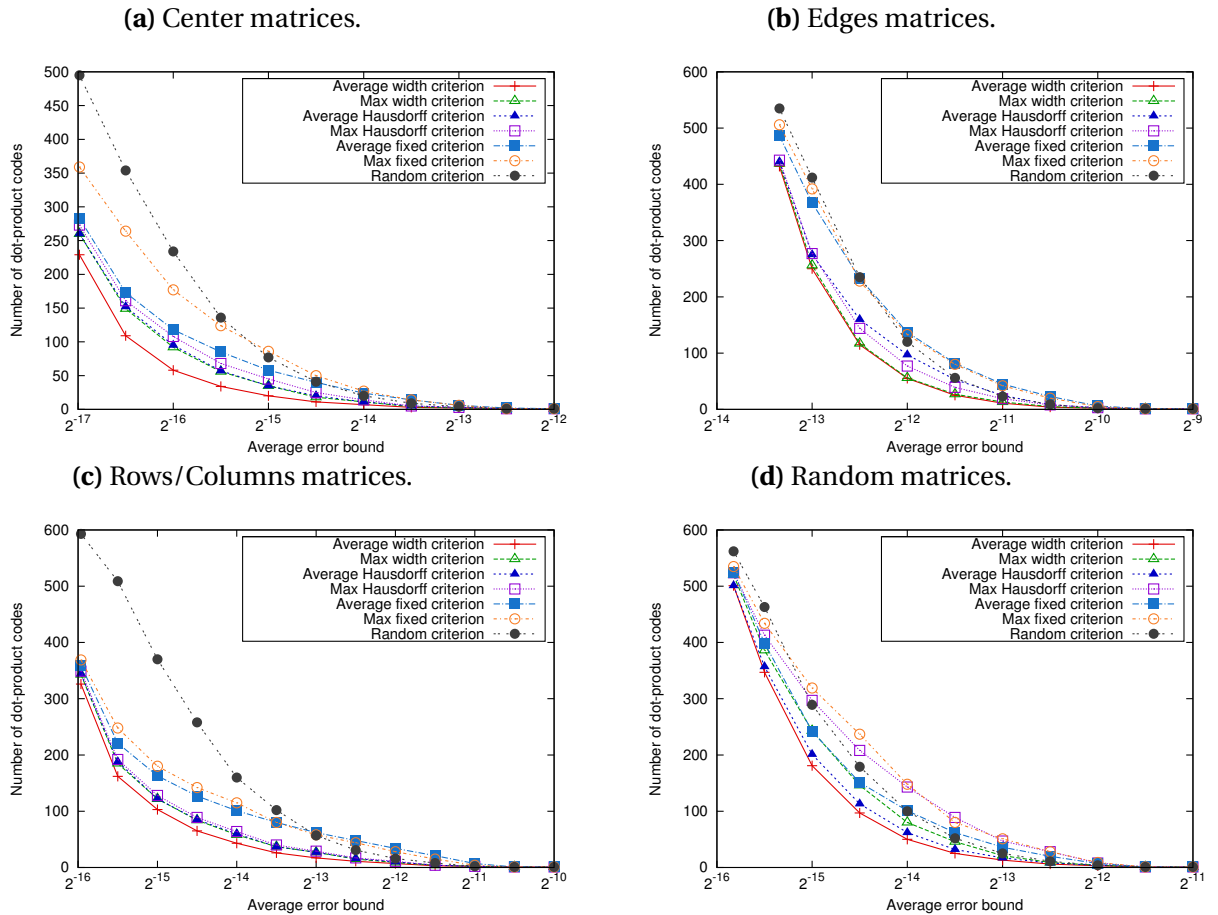 (a) Center matrices.
500
450
400
350
300
250
200
150
100
50
0
Number of dot-product codes
Average width criterion
Max width criterion
Average Hausdorff criterion
Max Hausdorff criterion
Average fixed criterion
Max fixed criterion
Random criterion
2^-17 2^-16 2^-15 2^-14 2^-13 2^-12
Average error bound
(b) Edges matrices.
600
500
400
300
200
100
0
Number of dot-product codes
Average width criterion
Max width criterion
Average Hausdorff criterion
Max Hausdorff criterion
Average fixed criterion
Max fixed criterion
Random criterion
2^-14 2^-13 2^-12 2^-11 2^-10 2^-9
Average error bound
(c) Rows/Columns matrices.
600
500
400
300
200
100
0
Number of dot-product codes
Average width criterion
Max width criterion
Average Hausdorff criterion
Max Hausdorff criterion
Average fixed criterion
Max fixed criterion
Random criterion
2^-16 2^-15 2^-14 2^-13 2^-12 2^-11 2^-10
Average error bound
(d) Random matrices.
600
500
400
300
200
100
0
Number of dot-product codes
Average width criterion
Max width criterion
Average Hausdorff criterion
Max Hausdorff criterion
Average fixed criterion
Max fixed criterion
Random criterion
2^-16 2^-15 2^-14 2^-13 2^-12 2^-11
Average error bound